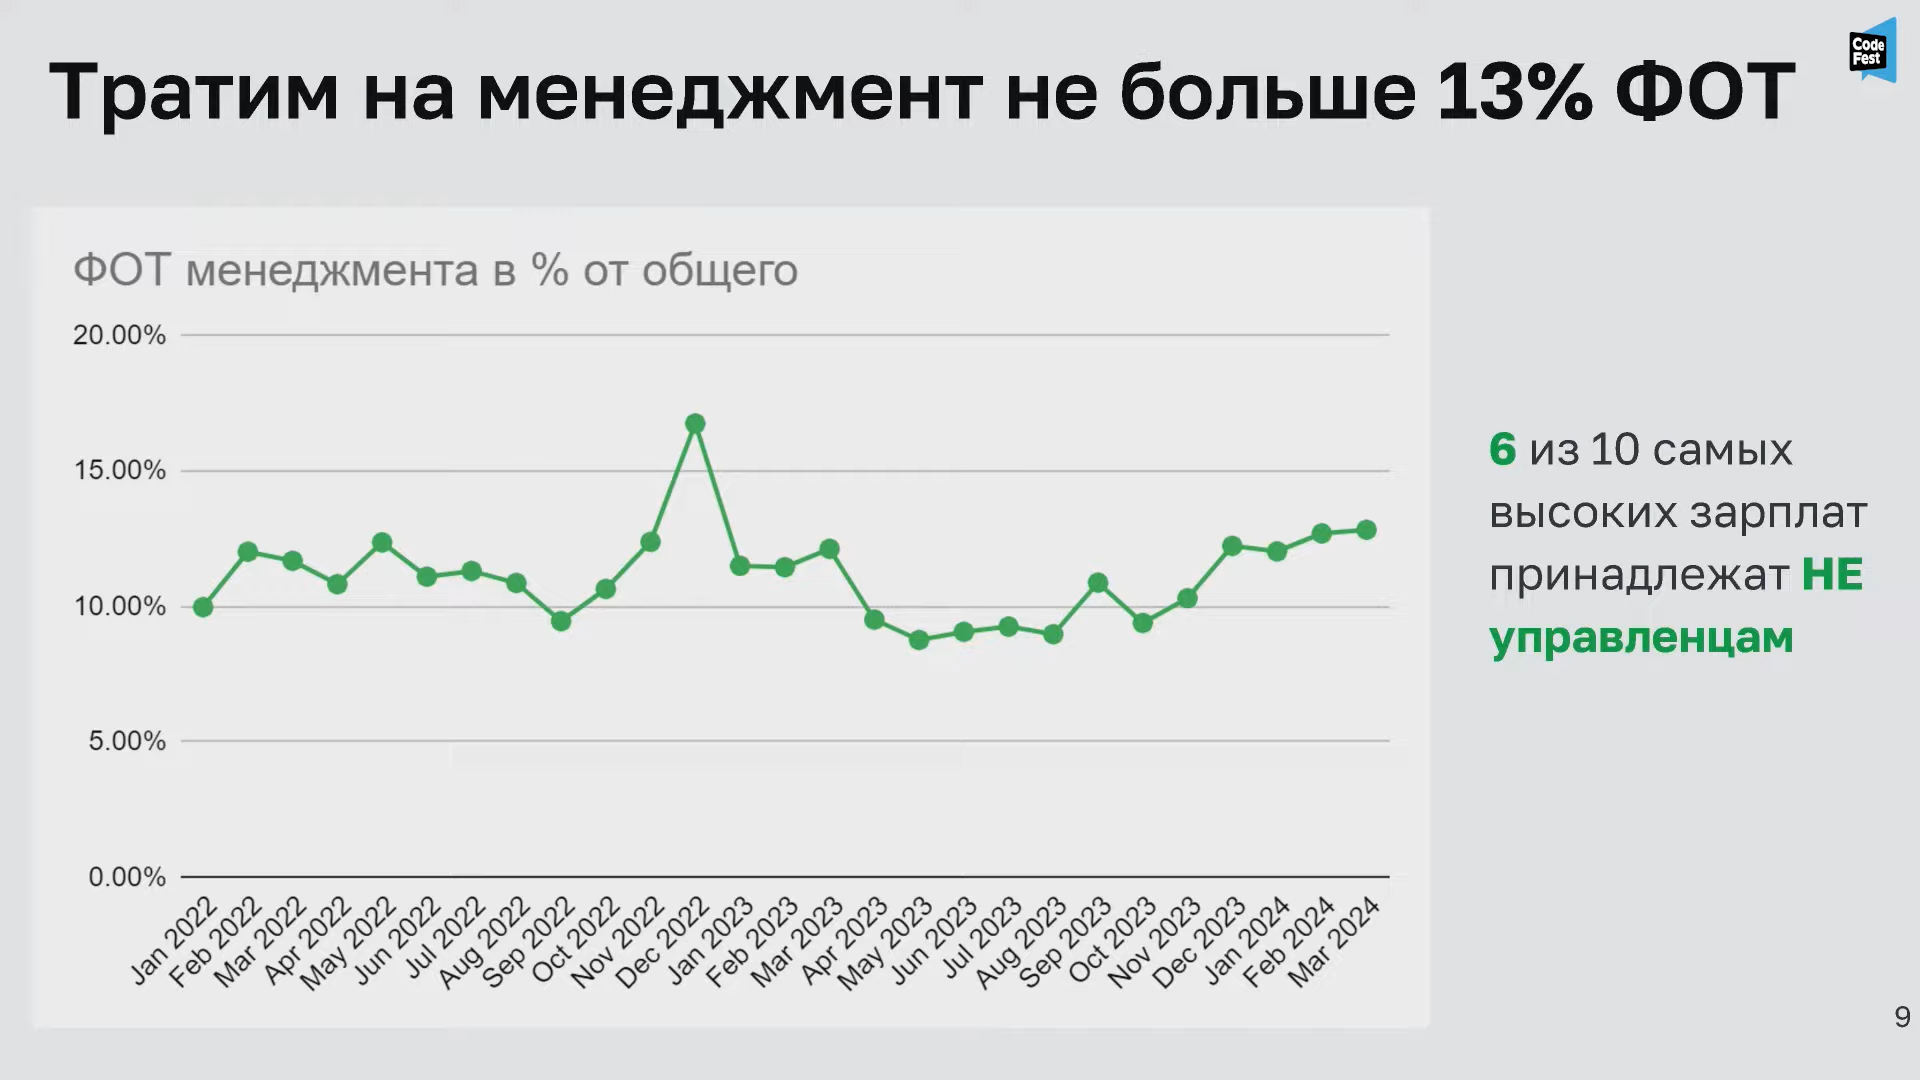 Тратим на менеджмент не больше 13% ФОТ
Code
Fest
ФОТ менеджмента в % от общего
20.00%
15.00%
10.00%
5.00%
0.00%
Jan 2022
Feb 2022
Mar 2022
Apr 2022
May 2022
Jun 2022
Jul 2022
Aug 2022
Sep 2022
Oct 2022
Nov 2022
Dec 2022
Jan 2023
Feb 2023
Mar 2023
Apr 2023
May 2023
Jun 2023
Jul 2023
Aug 2023
Sep 2023
Oct 2023
Nov 2023
Dec 2023
Jan 2024
Feb 2024
Mar 2024
6 из 10 самых
высоких зарплат
принадлежат НЕ
управленцам
9